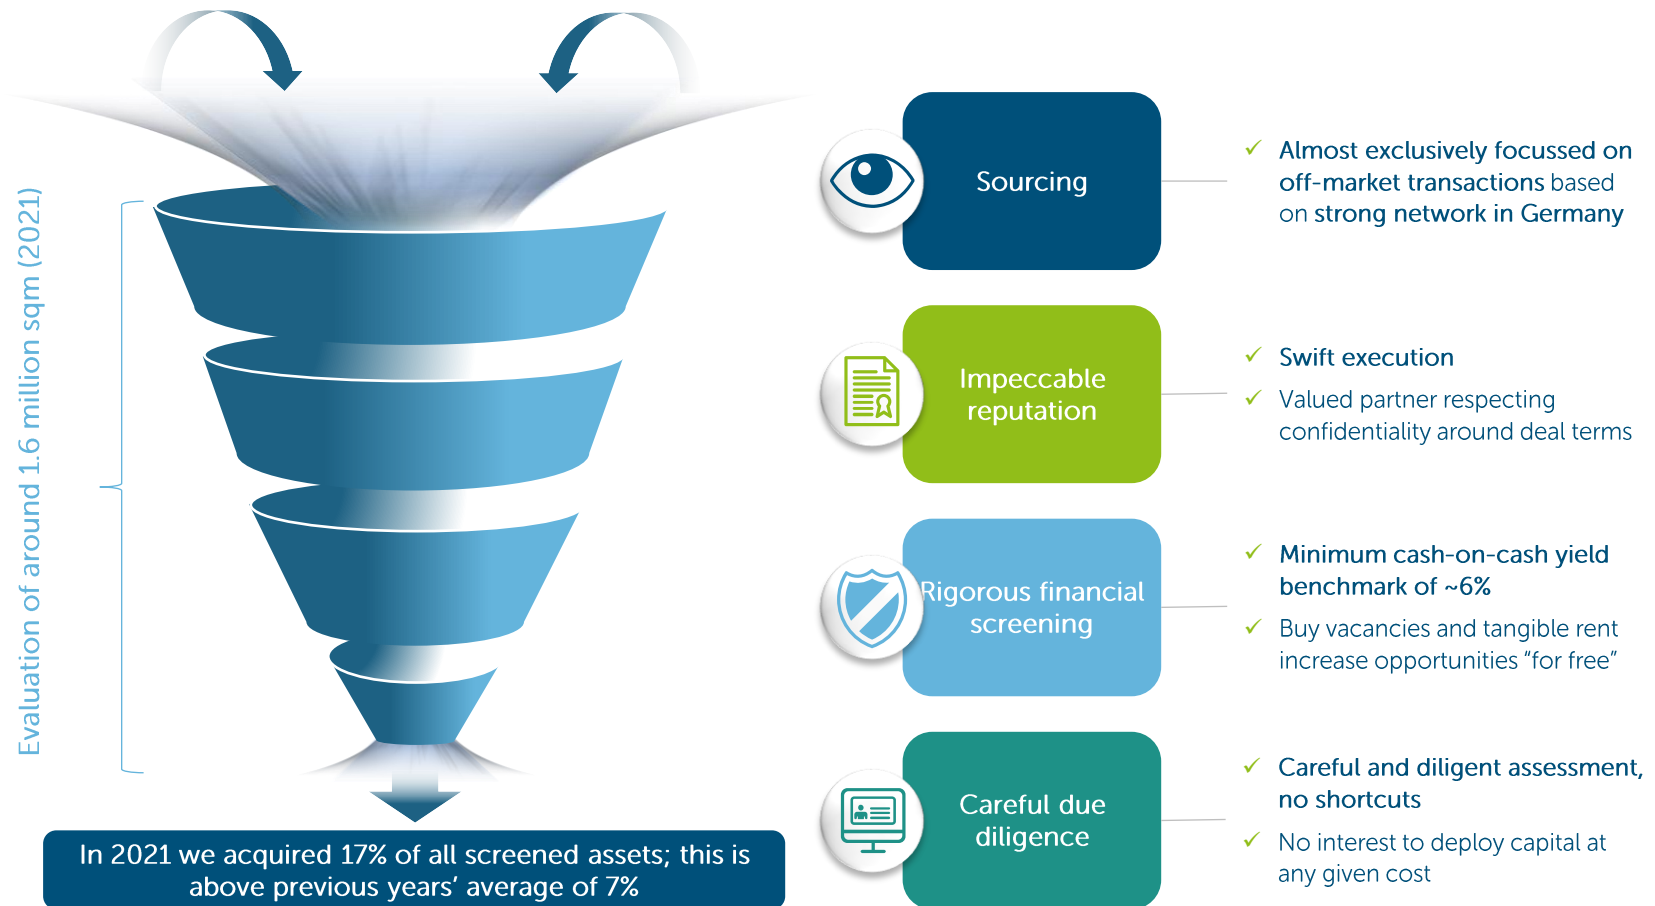 Evaluation of around 1.6 million sqm (2021)
In 2021 we acquired 17% of all screened assets; this is
above previous years’ average of 7%
Sourcing
Almost exclusively focussed on
off-market transactions based
on strong network in Germany
Impeccable
reputation
Swift execution
Valued partner respecting
confidentiality around deal terms
Rigorous financial
screening
Minimum cash-on-cash yield
benchmark of ~6%
Buy vacancies and tangible rent
increase opportunities “for free”
Careful due
diligence
Careful and diligent assessment,
no shortcuts
No interest to deploy capital at
any given cost